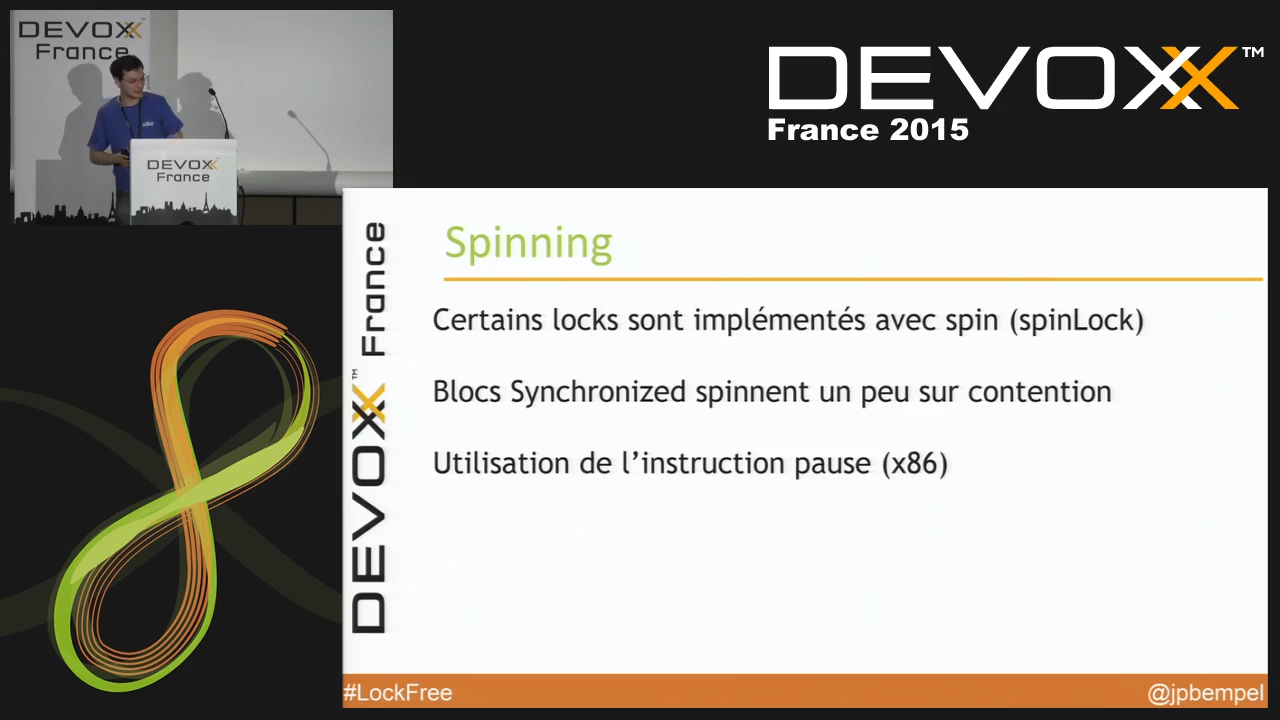 DEVOXX
France
DEVOXX
France
DEVOXX™
France 2015
DEVOXX™ France
Spinning
Certains locks sont implémentés avec spin (spinLock)
Blocs Synchronized spinnent un peu sur contention
Utilisation de l’instruction pause (x86)
#LockFree
@jpbempel